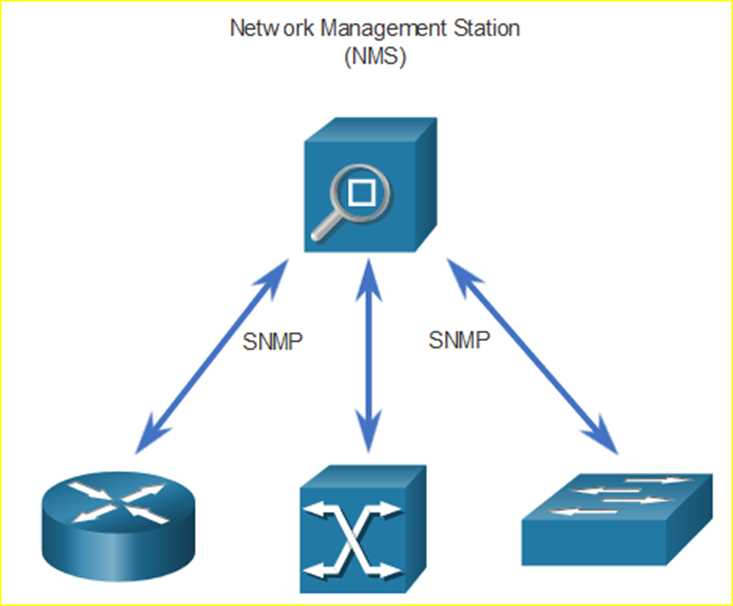 Network Management Station
(NMS)
SNMP
SNMP